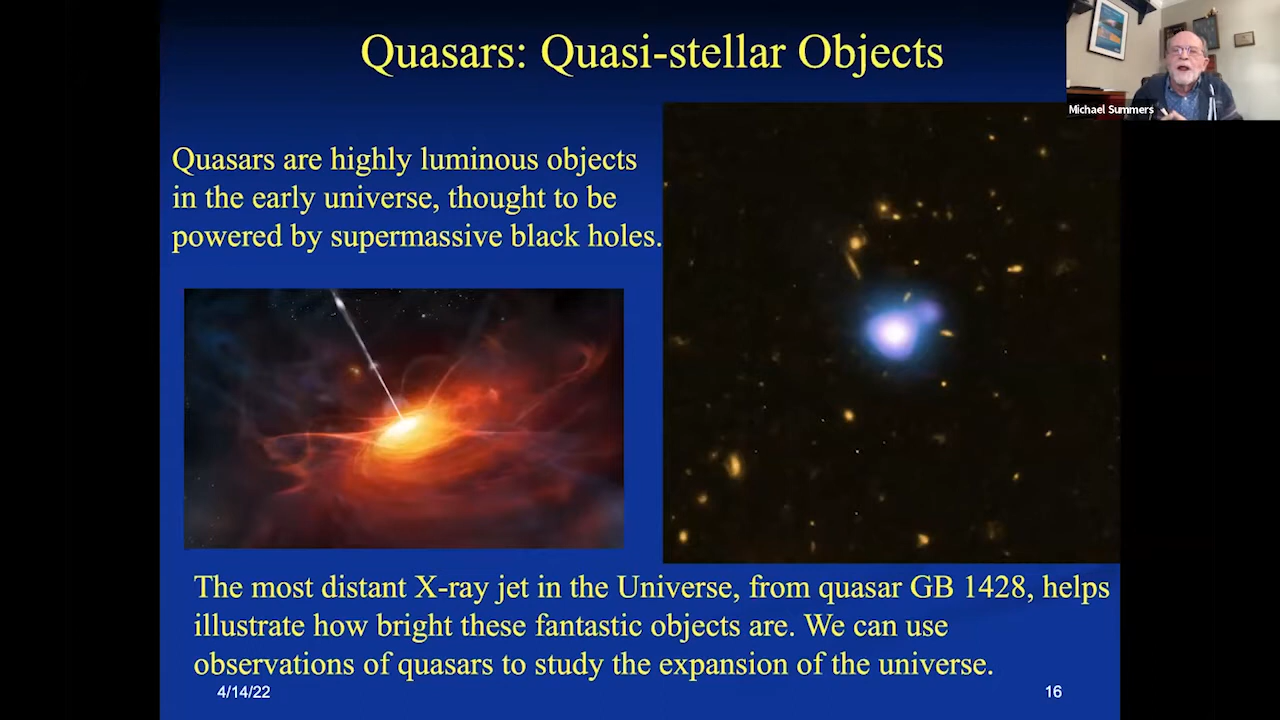 Quasars: Quasi-stellar Objects
Michael Summers
Quasars are highly luminous objects
in the early universe, thought to be
powered by supermassive black holes.
The most distant X-ray jet in the Universe, from quasar GB 1428, helps
illustrate how bright these fantastic objects are. We can use
observations of quasars to study the expansion of the universe.
4/14/22
16